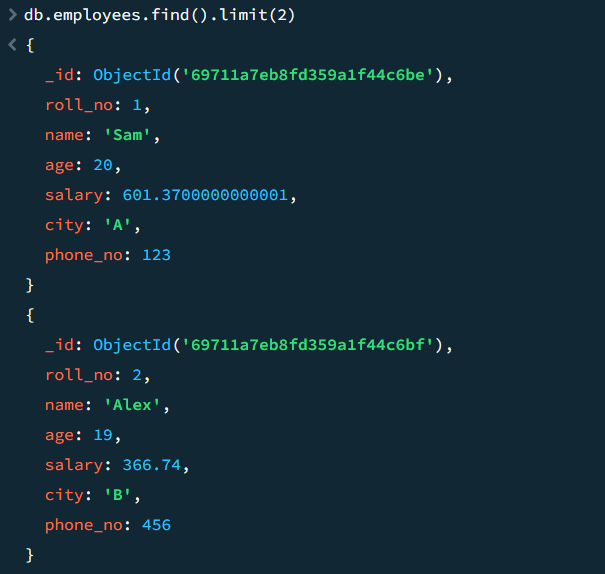 > db.employees.find().limit(2)
< {
_id: ObjectId('69711a7eb8fd359a1f44c6be'),
roll_no: 1,
name: 'Sam',
age: 20,
salary: 601.3700000000001,
city: 'A',
phone_no: 123
}
{
_id: ObjectId('69711a7eb8fd359a1f44c6bf'),
roll_no: 2,
name: 'Alex',
age: 19,
salary: 366.74,
city: 'B',
phone_no: 456
}